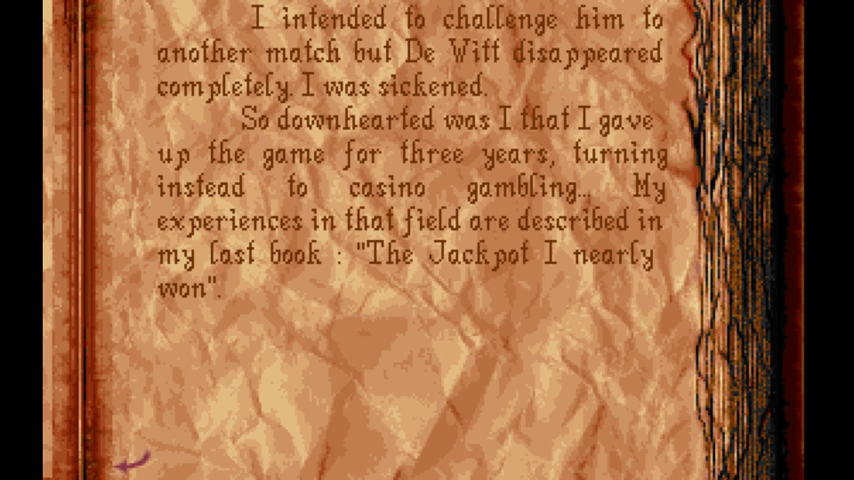 I intended to challenge him to
another match but De Witt disappeared
completely. I was sickened.
So downhearted was I that I gave
up the game for three years, turning
instead to casino gambling... My
experiences in that field are described in
my last book : "The Jackpot I nearly
won".